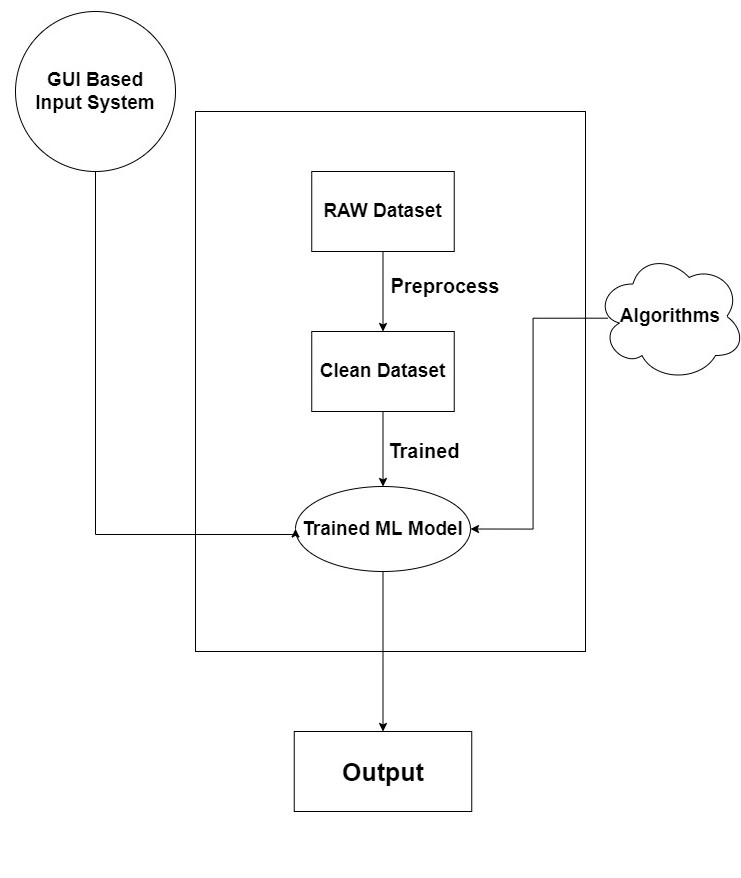 GUI Based
Input System
RAW Dataset
Preprocess
Algorithms
Clean Dataset
Trained
Trained ML Model
Output